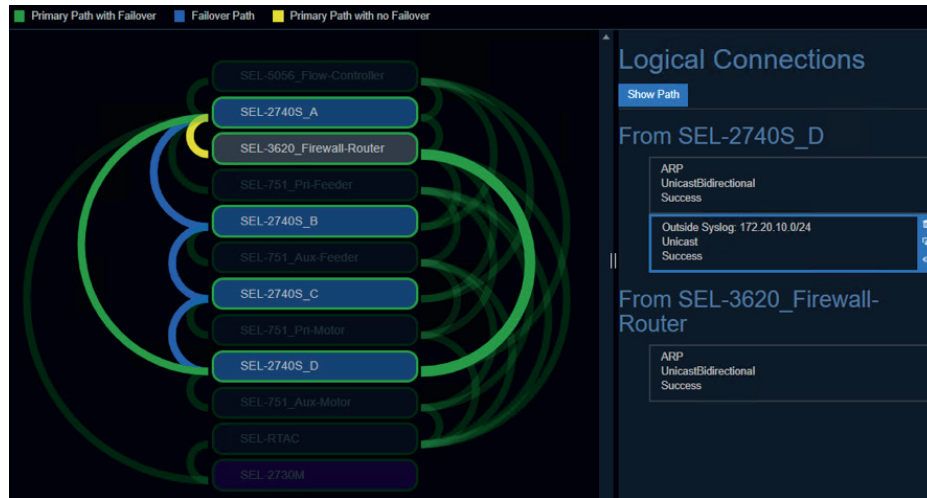 Primary Path with Failover Failover Path Primary Path with no Failover
SEL-5056_Flow-Controller
SEL-2740S_A
SEL-3620_Firewall-Router
SEL-751_Pri-Feeder
SEL-2740S_B
SEL-751_Aux-Feeder
SEL-2740S_C
SEL-751_Pri-Motor
SEL-2740S_D
SEL-751_Aux-Motor
SEL-RTAC
SEL-2730M
Logical Connections
Show Path
From SEL-2740S_D
ARP
UnicastBidirectional
Success
Outside Syslog: 172.20.10.0/24
Unicast
Success
From SEL-3620_Firewall-
Router
ARP
UnicastBidirectional
Success